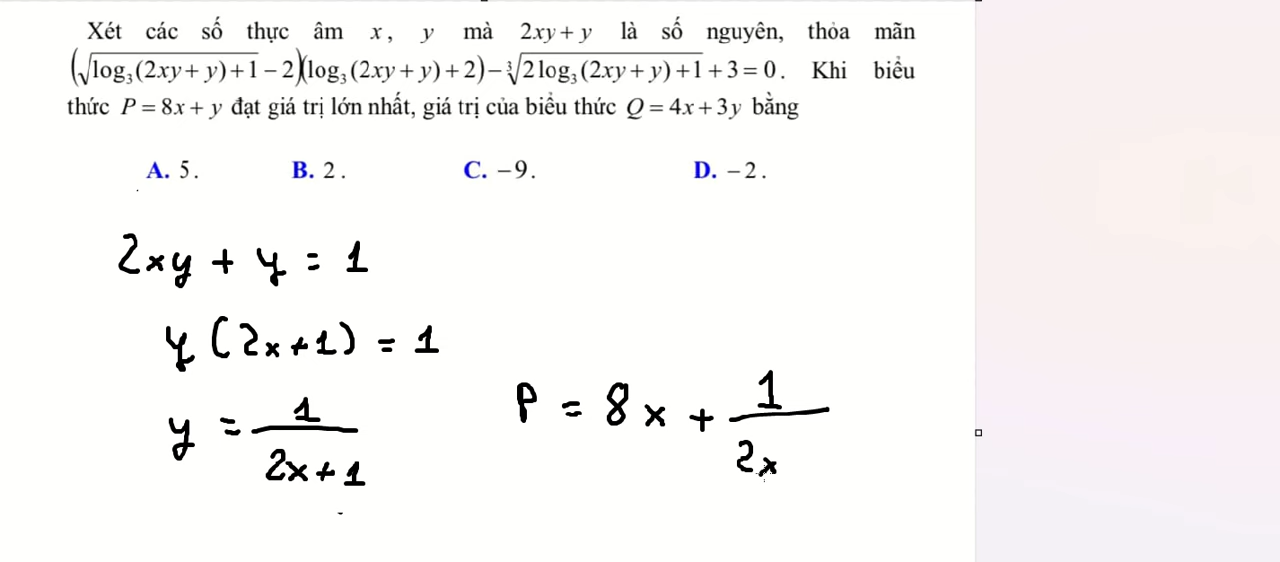 Xét các số thực âm x, y mà 2xy + y là số nguyên, thỏa mãn
(√(log₃(2xy + y) + 1) − 2)(log₃(2xy + y) + 2) − ∛(2log₃(2xy + y) + 1) + 3 = 0. Khi biểu
thức P = 8x + y đạt giá trị lớn nhất, giá trị của biểu thức Q = 4x + 3y bằng
A. 5. B. 2. C. −9. D. −2.
2xy + y = 1
y(2x+1) = 1
y = 1/(2x+1) P = 8x + 1/2x